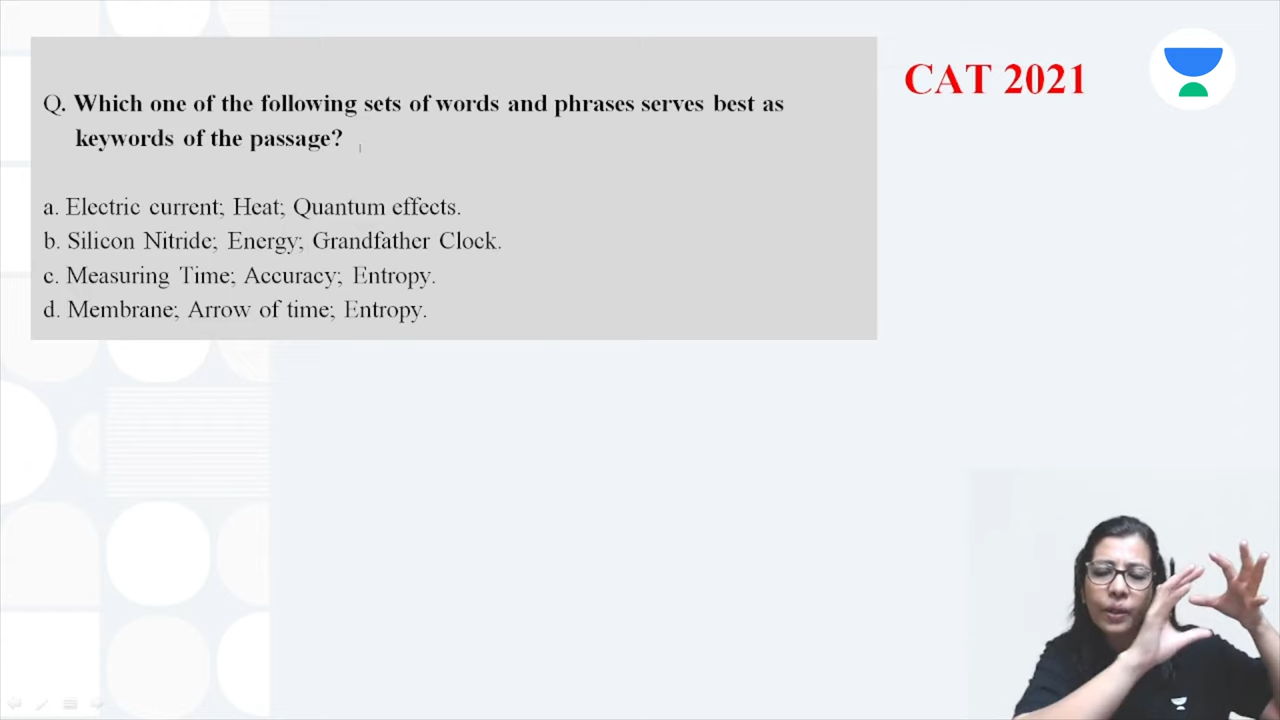 Q. Which one of the following sets of words and phrases serves best as
keywords of the passage?
a. Electric current; Heat; Quantum effects.
b. Silicon Nitride; Energy; Grandfather Clock.
c. Measuring Time; Accuracy; Entropy.
d. Membrane; Arrow of time; Entropy.
CAT 2021